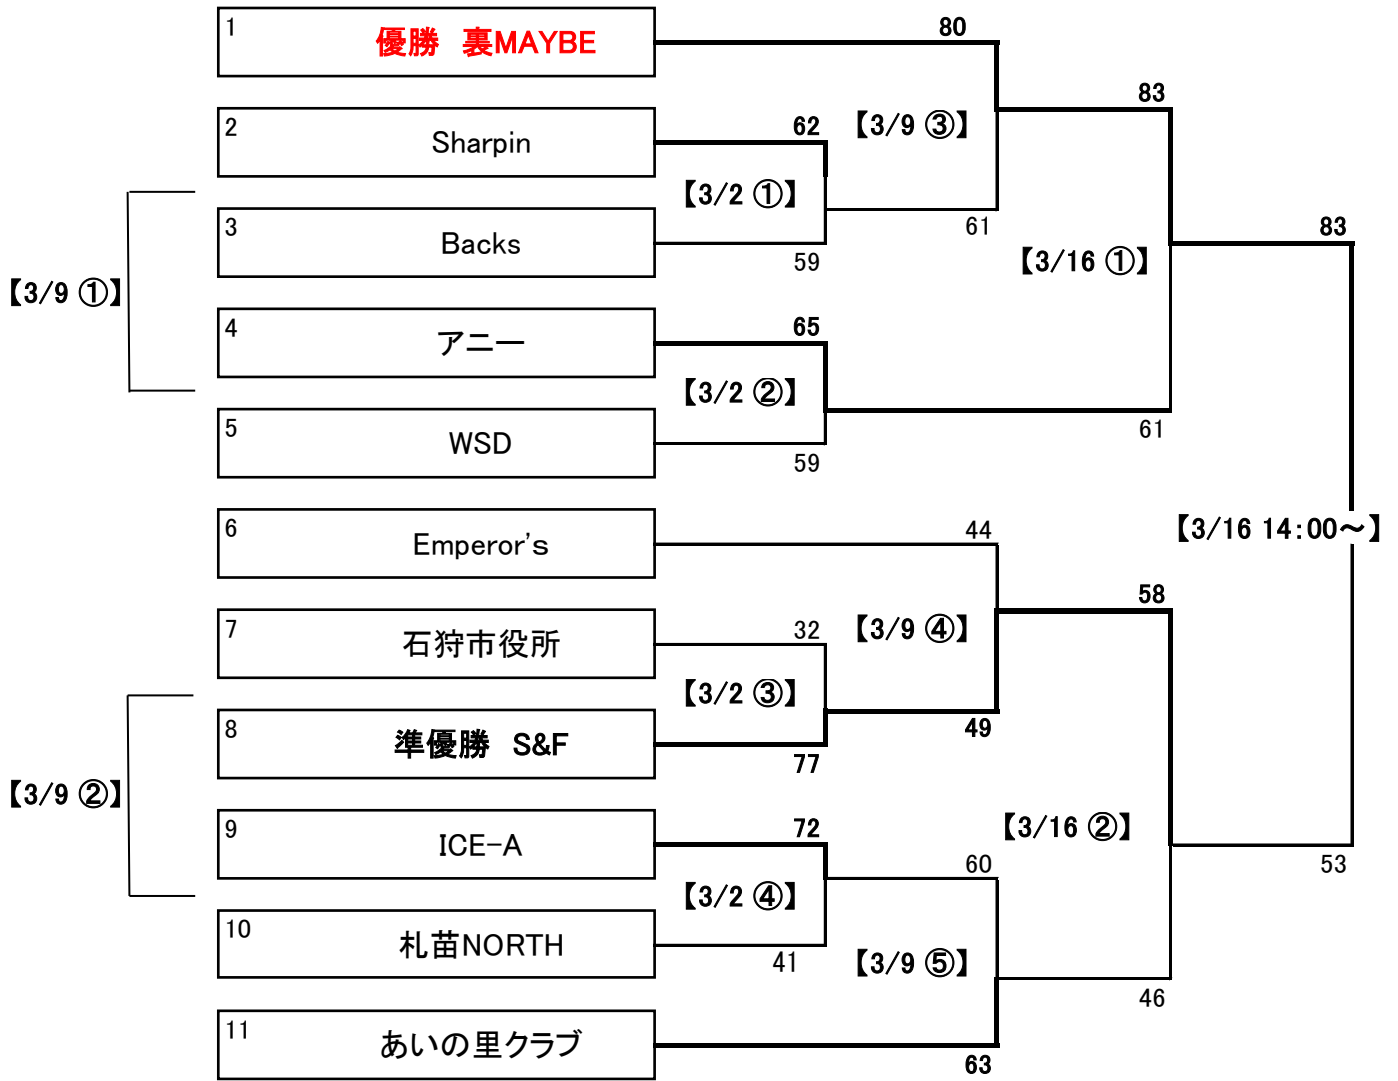 1 優勝　裏MAYBE
80
83
2 Sharpin
62
【3/9 ③】
【3/2 ①】
3 Backs
59
61
83
【3/9 ①】
【3/16 ①】
4 アニー
65
【3/2 ②】
5 WSD
59
61
6 Emperor's
44
【3/16 14:00～】
7 石狩市役所
32
【3/9 ④】
58
【3/2 ③】
8 準優勝　S&F
77
49
【3/9 ②】
9 ICE-A
72
【3/16 ②】
60
53
【3/2 ④】
10 札苗NORTH
41
【3/9 ⑤】
46
11 あいの里クラブ
63